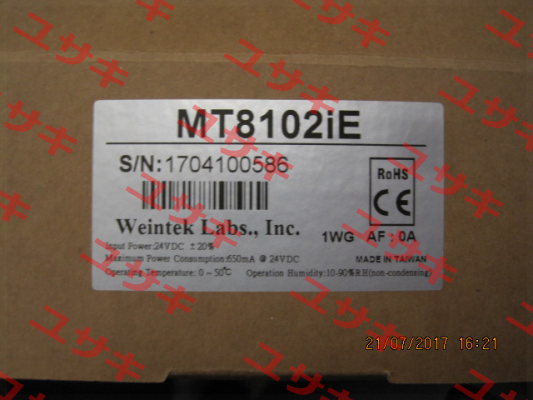 MT8102iE
S/N:1704100586
RoHS
CE
Weintek Labs., Inc.
1WG AF : 0A
Input Power:24VDC ±20%
Maximum Power Consumption:650mA @ 24VDC
MADE IN TAIWAN
Operating Temperature: 0 ~ 50℃ Operation Humidity:10-90%RH(non-condensing)
21/07/2017 16:21
ユサキ